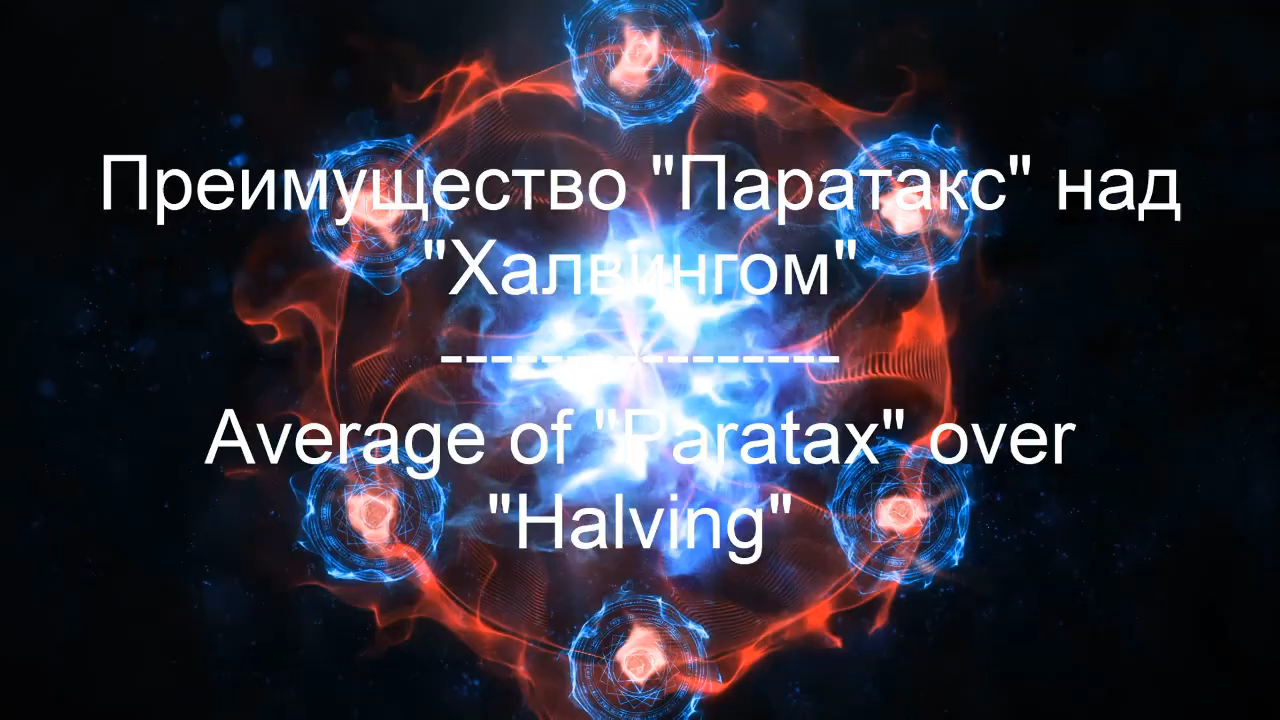 Преимущество "Паратакс" над
"Халвингом"
----------------
Average of "Paratax" over
"Halving"